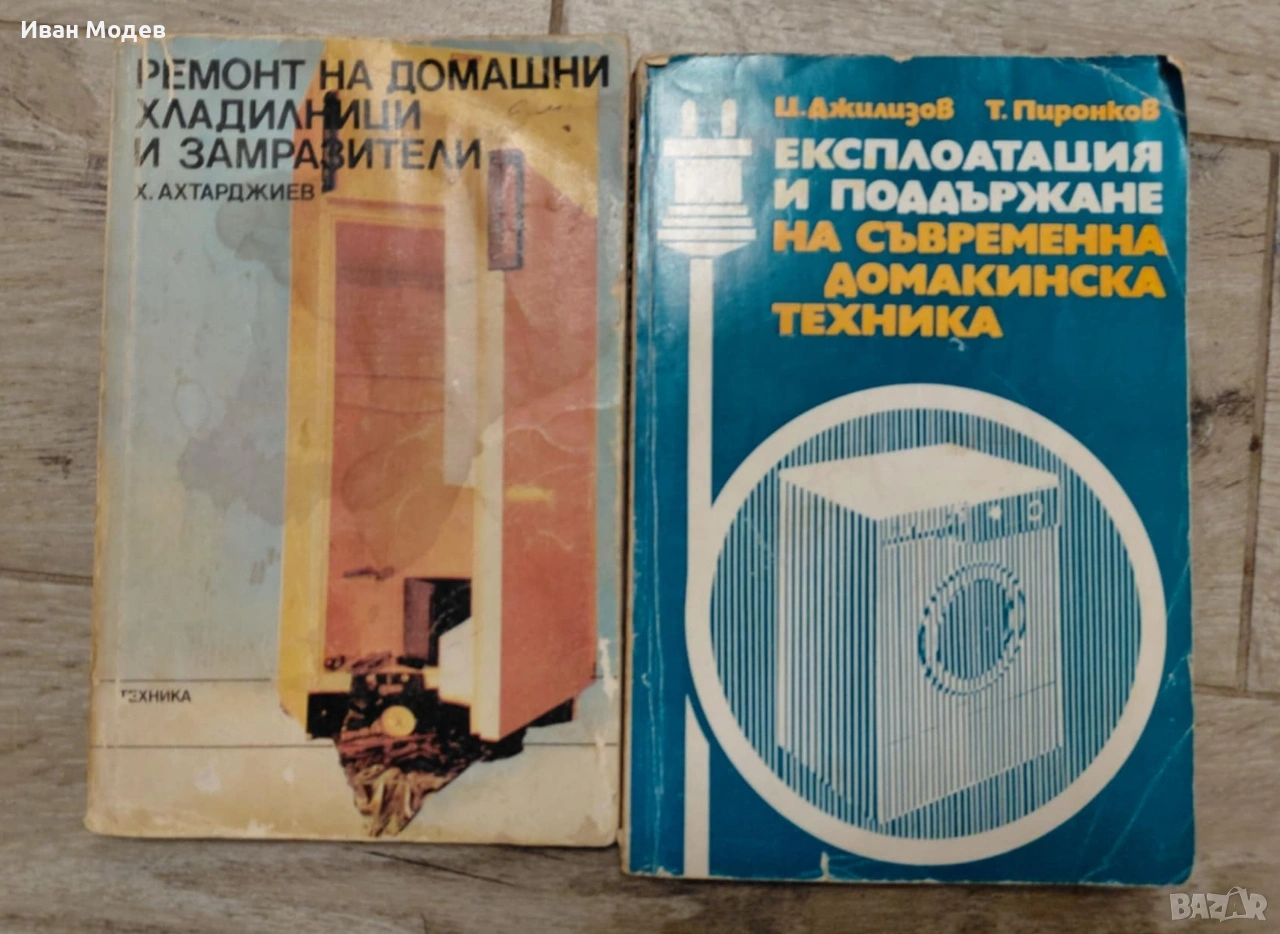 Иван Модев
РЕМОНТ НА ДОМАШНИ
ХЛАДИЛНИЦИ
И ЗАМРАЗИТЕЛИ
Х. АХТАРДЖИЕВ
ТЕХНИКА
Ц. Джилизов Т. Пиронков
ЕКСПЛОАТАЦИЯ
И ПОДДЪРЖАНЕ
НА СЪВРЕМЕННА
ДОМАКИНСКА
ТЕХНИКА
BAZAR